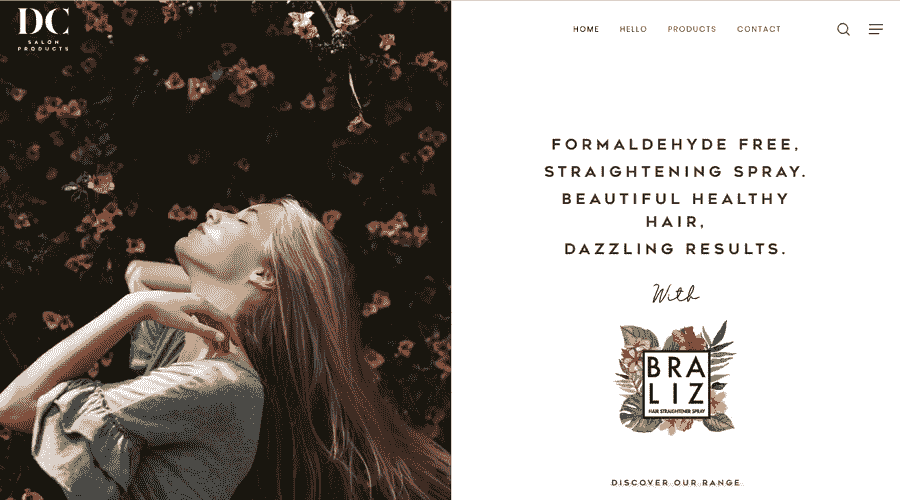 DC
SALON
PRODUCTS
HOME HELLO PRODUCTS CONTACT
FORMALDEHYDE FREE,
STRAIGHTENING SPRAY.
BEAUTIFUL HEALTHY
HAIR,
DAZZLING RESULTS.
With
BRA
LIZ
HAIR STRAIGHTENER SPRAY
DISCOVER OUR RANGE